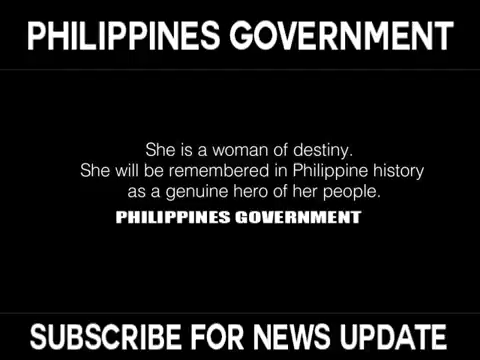 PHILIPPINES GOVERNMENT
She is a woman of destiny.
She will be remembered in Philippine history
as a genuine hero of her people.
PHILIPPINES GOVERNMENT
SUBSCRIBE FOR NEWS UPDATE